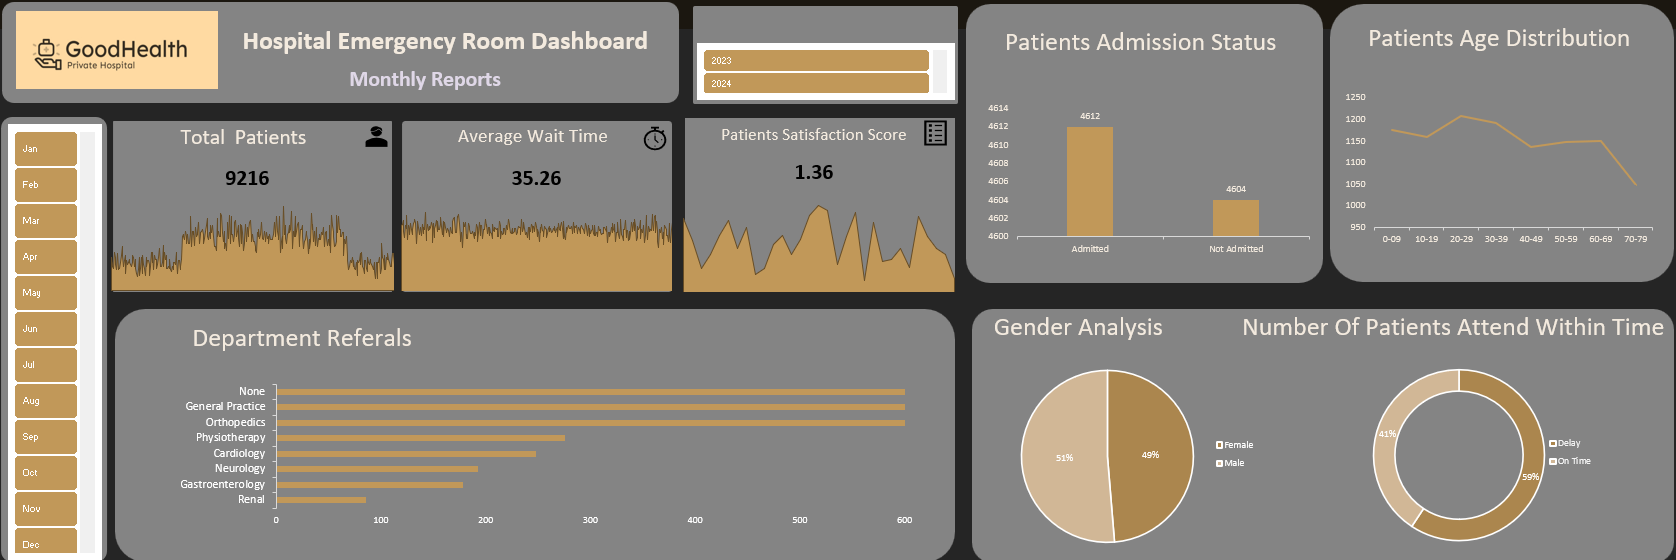 GoodHealth
Private Hospital
Hospital Emergency Room Dashboard
Monthly Reports
2023
2024
Jan
Feb
Mar
Apr
May
Jun
Jul
Aug
Sep
Oct
Nov
Dec
Total Patients
9216
Average Wait Time
35.26
Patients Satisfaction Score
1.36
Patients Admission Status
4614
4612
4610
4608
4606
4604
4602
4600
4612
4604
Admitted
Not Admitted
Patients Age Distribution
1250
1200
1150
1100
1050
1000
950
0-09 10-19 20-29 30-39 40-49 50-59 60-69 70-79
Department Referals
None
General Practice
Orthopedics
Physiotherapy
Cardiology
Neurology
Gastroenterology
Renal
0 100 200 300 400 500 600
Gender Analysis
51%
49%
Female
Male
Number Of Patients Attend Within Time
41%
59%
Delay
On Time